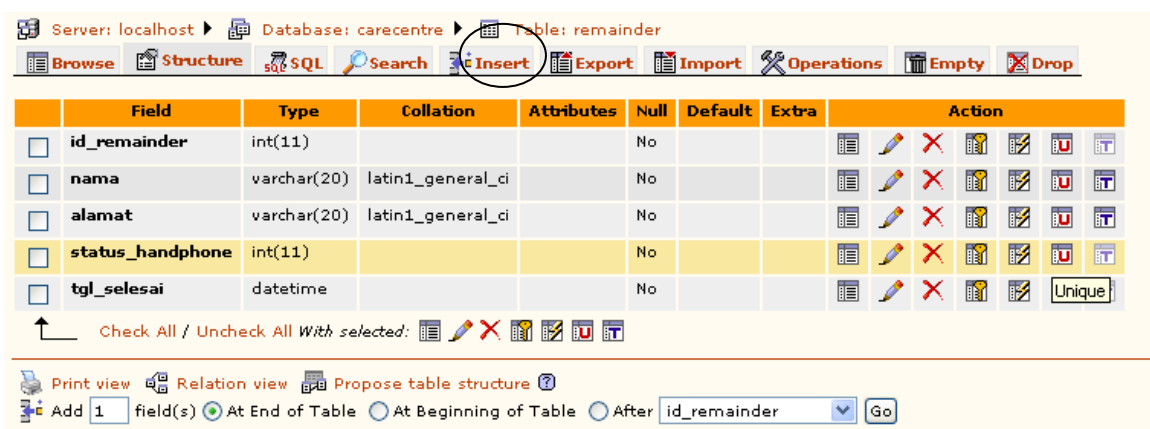 Server: localhost Database: carecentre Table: remainder
Browse Structure SQL Search Insert Export Import Operations Empty Drop
Field Type Collation Attributes Null Default Extra Action
id_remainder int(11) No
nama varchar(20) latin1_general_ci No
alamat varchar(20) latin1_general_ci No
status_handphone int(11) No
tgl_selesai datetime No Unique
Check All / Uncheck All With selected:
Print view Relation view Propose table structure
Add 1 field(s) At End of Table At Beginning of Table After id_remainder Go